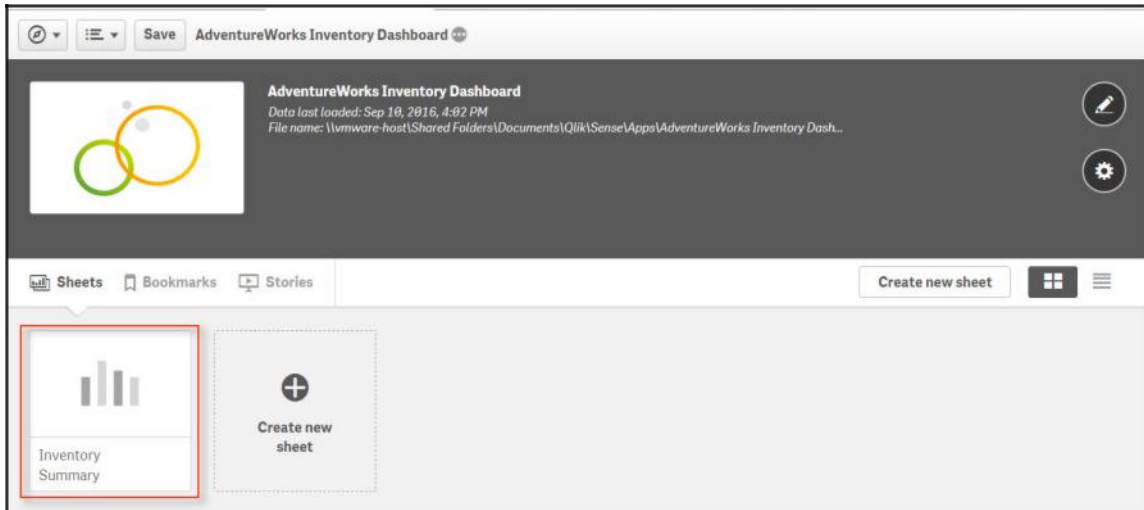 Save AdventureWorks Inventory Dashboard
AdventureWorks Inventory Dashboard
Data last loaded: Sep 10, 2016, 4:02 PM
File name: \\vmware-host\Shared Folders\Documents\Qlik\Sense\Apps\AdventureWorks Inventory Dash...
Sheets Bookmarks Stories Create new sheet
Create new
sheet
Inventory
Summary